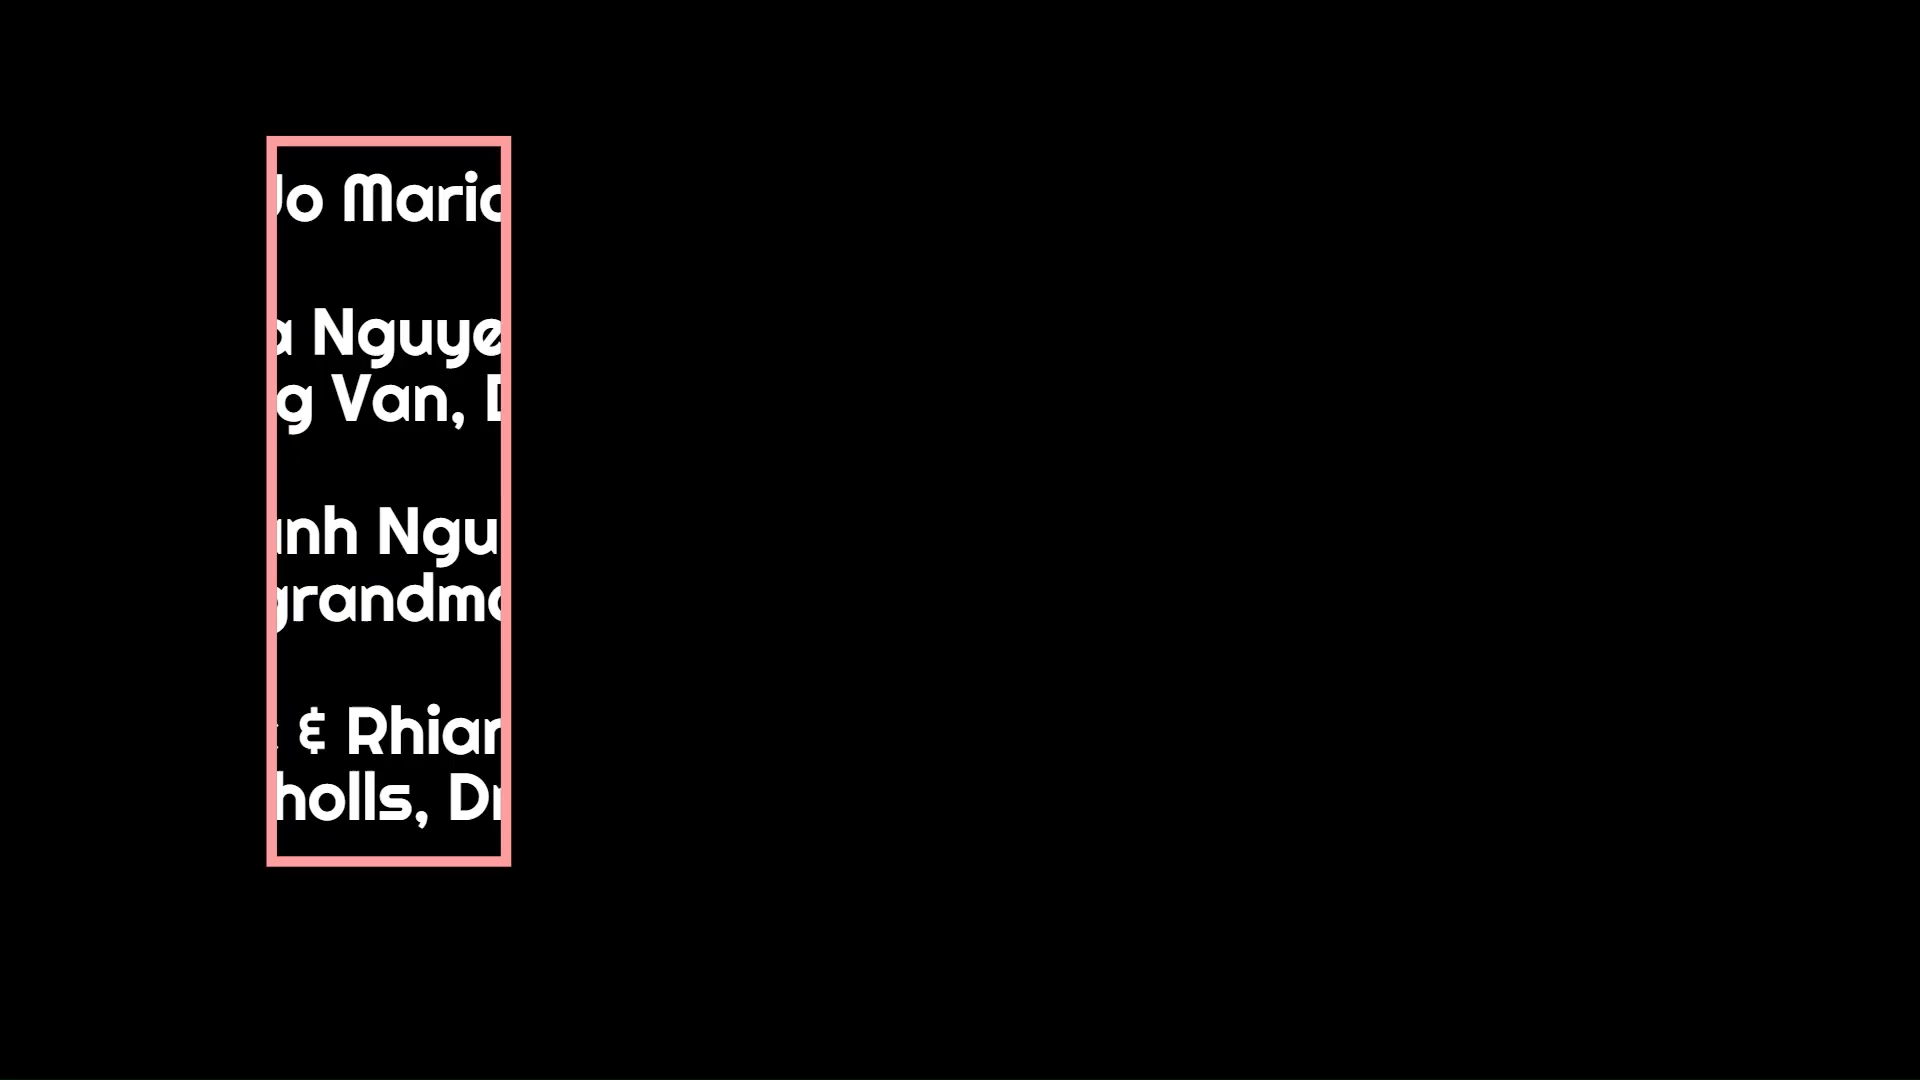 Jo Maria
a Nguye
g Van, D
anh Ngu
grandma
& Rhian
holls, Dr